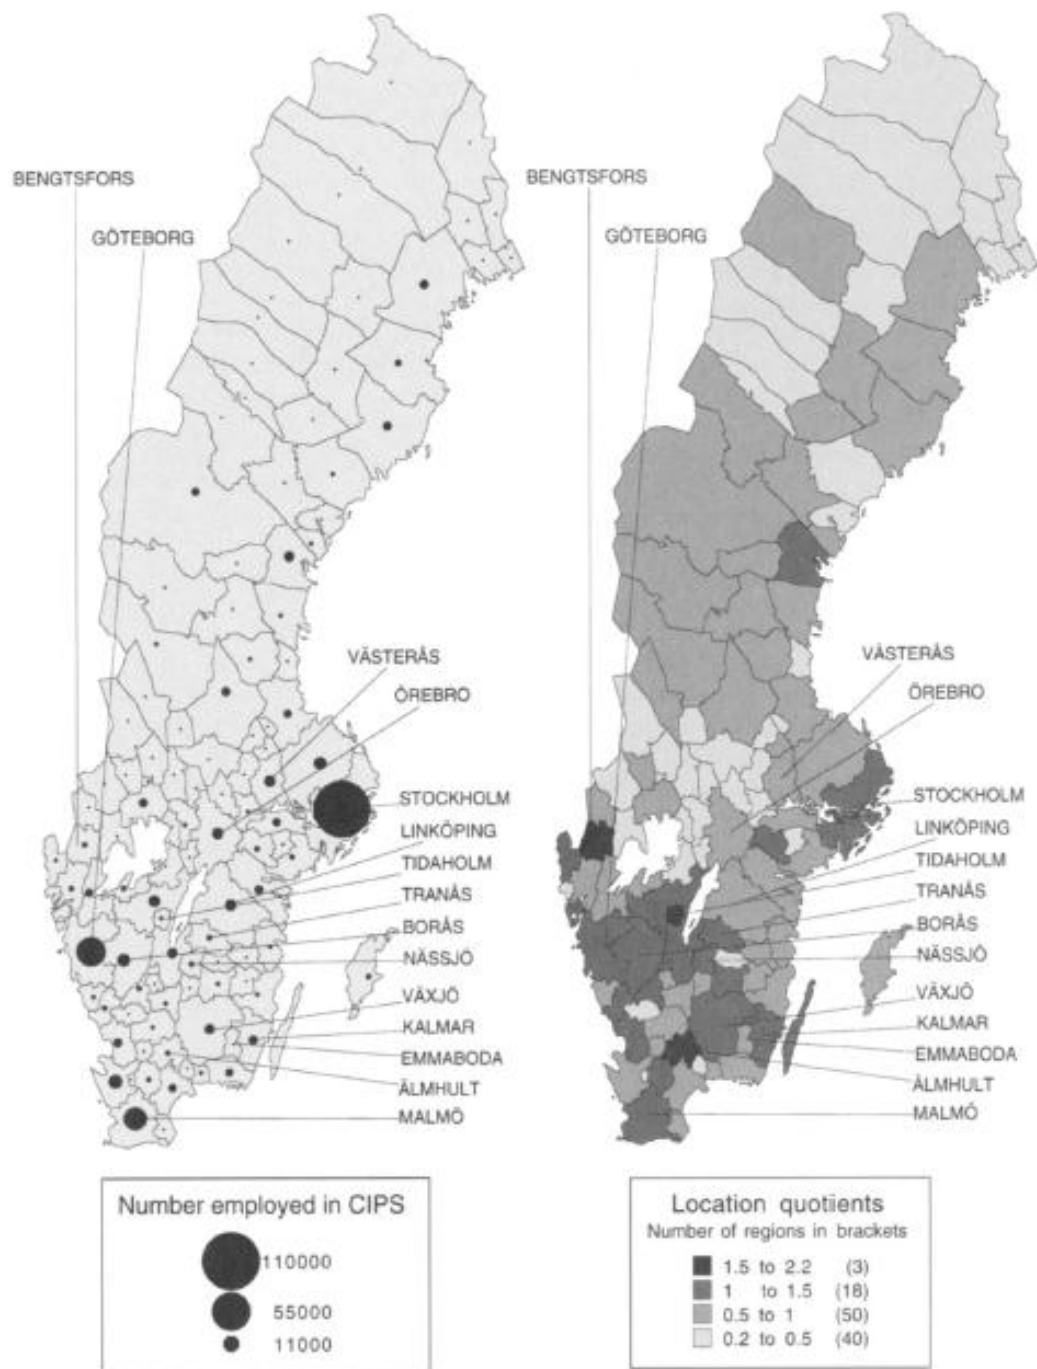 BENGTSFORS
GÖTEBORG
VÄSTERÅS
ÖREBRO
STOCKHOLM
LINKÖPING
TIDAHOLM
TRANÅS
BORÅS
NÄSSJÖ
VÄXJÖ
KALMAR
EMMABODA
ÄLMHULT
MALMÖ
Number employed in CIPS
110000
55000
11000
BENGTSFORS
GÖTEBORG
VÄSTERÅS
ÖREBRO
STOCKHOLM
LINKÖPING
TIDAHOLM
TRANÅS
BORÅS
NÄSSJÖ
VÄXJÖ
KALMAR
EMMABODA
ÄLMHULT
MALMÖ
Location quotients
Number of regions in brackets
1.5 to 2.2 (3)
1 to 1.5 (18)
0.5 to 1 (50)
0.2 to 0.5 (40)